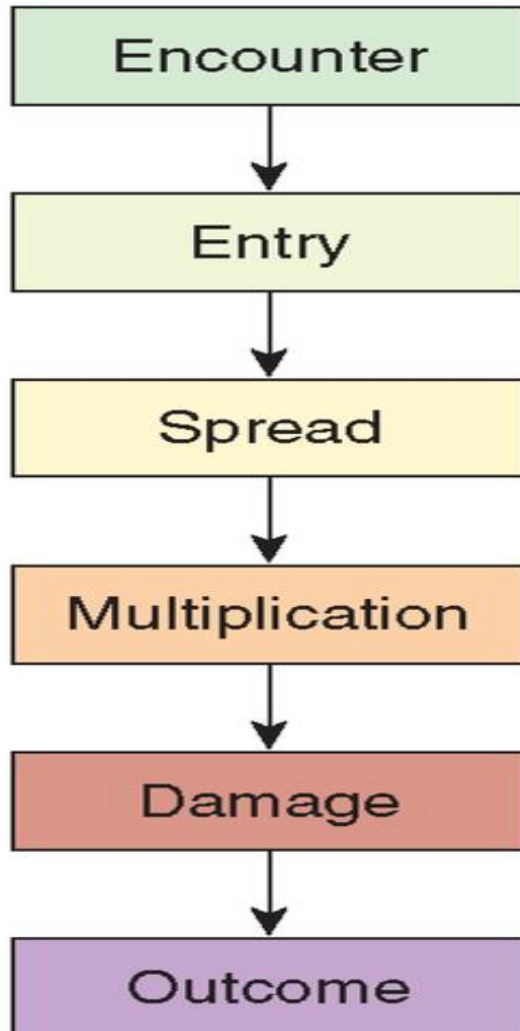 Encounter
Entry
Spread
Multiplication
Damage
Outcome